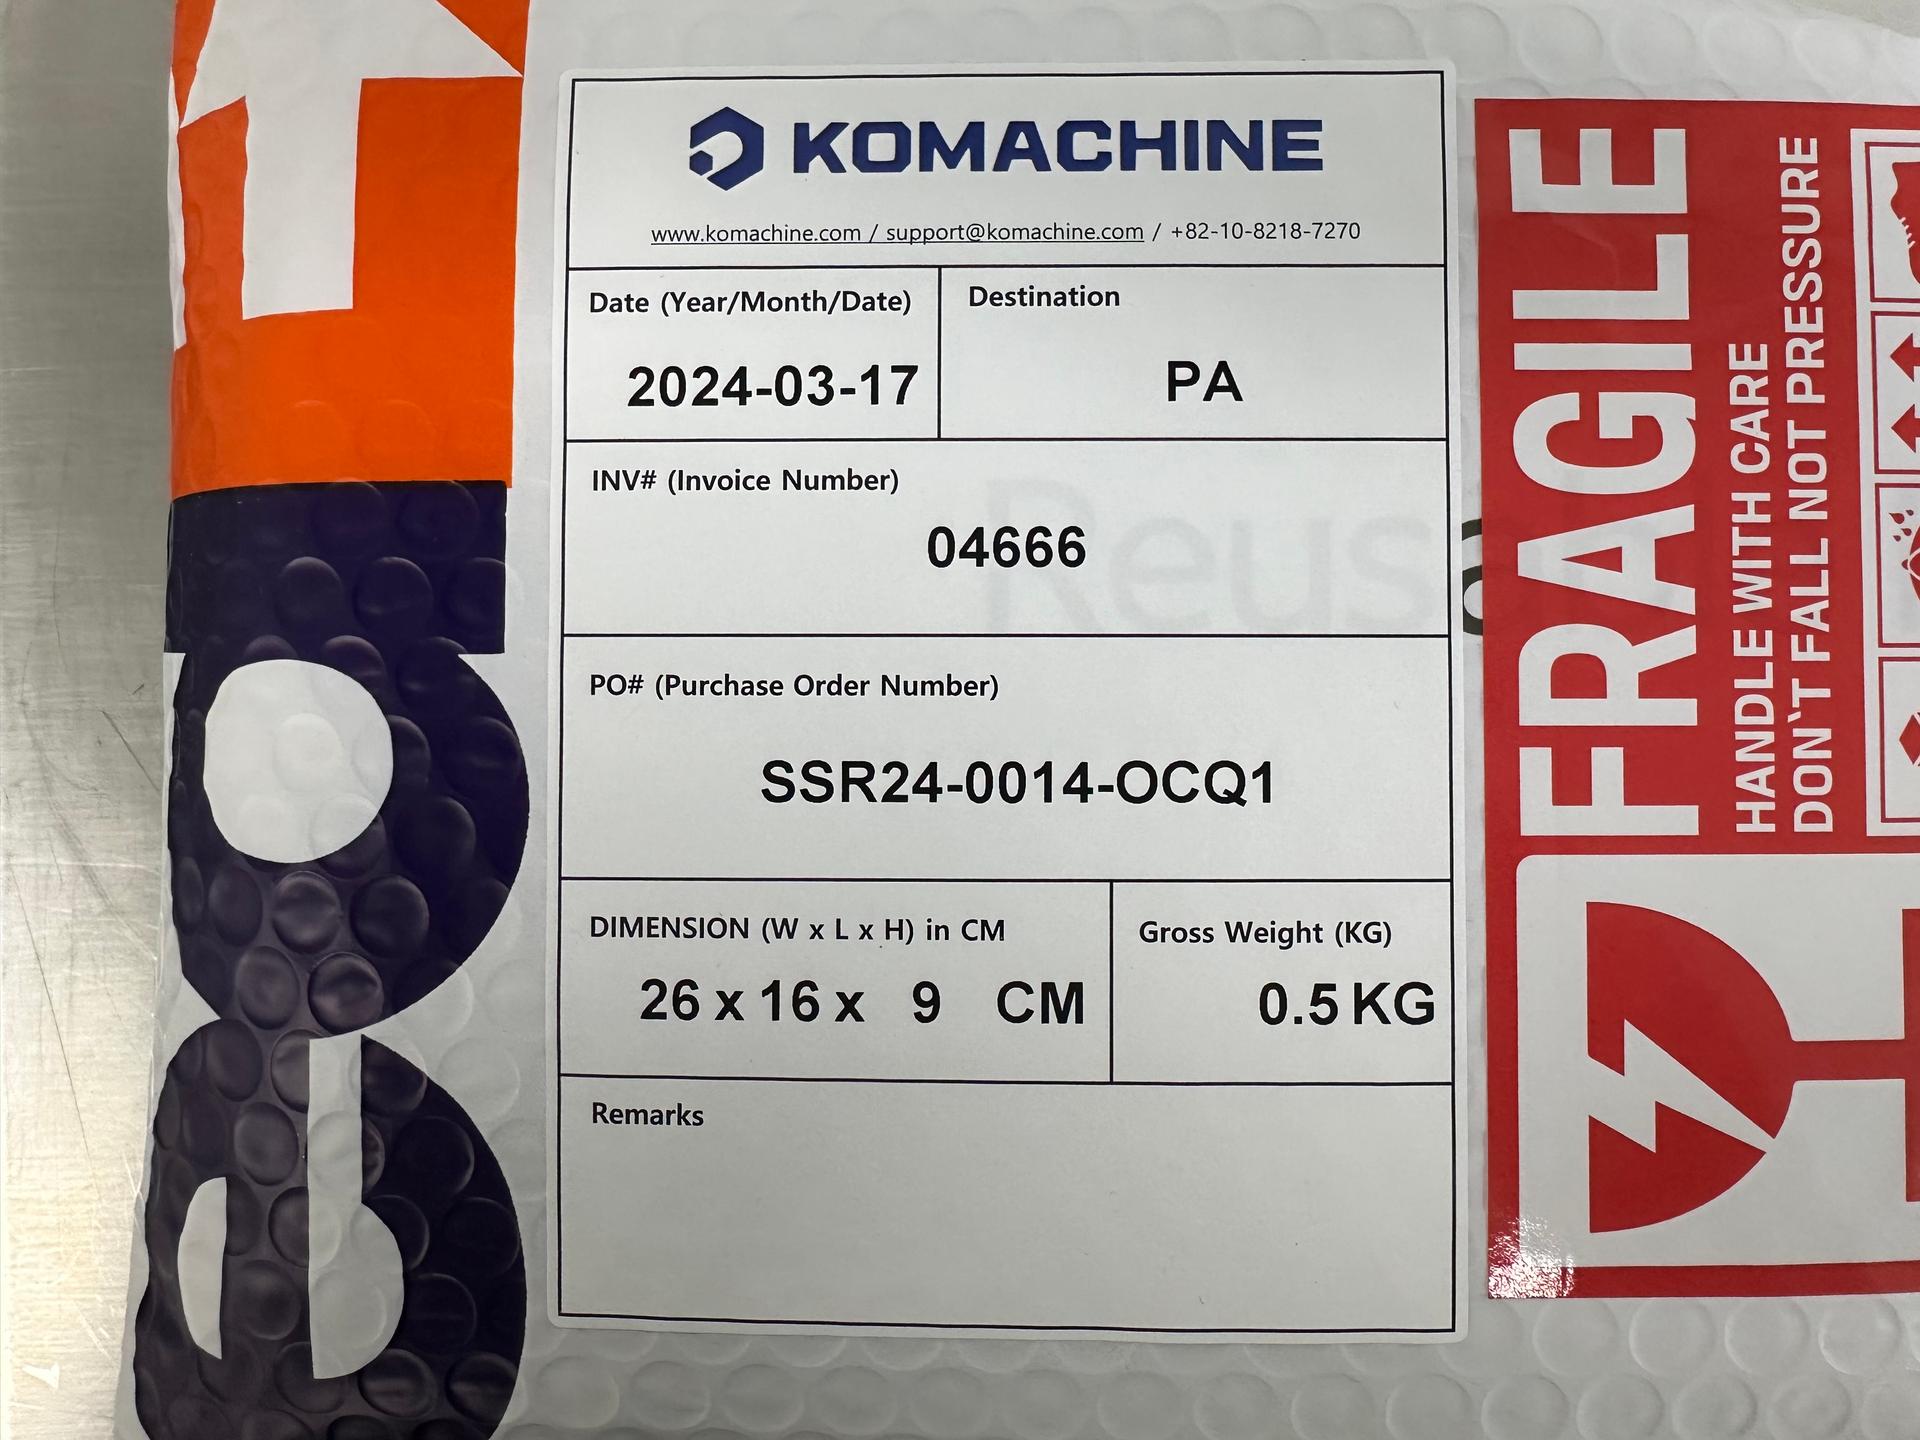 KOMACHINE
www.komachine.com / support@komachine.com / +82-10-8218-7270
Date (Year/Month/Date)
2024-03-17
Destination
PA
INV# (Invoice Number)
04666
PO# (Purchase Order Number)
SSR24-0014-OCQ1
DIMENSION (W x L x H) in CM
26 x 16 x 9 CM
Gross Weight (KG)
0.5 KG
Remarks
FRAGILE
HANDLE WITH CARE
DON`T FALL NOT PRESSURE